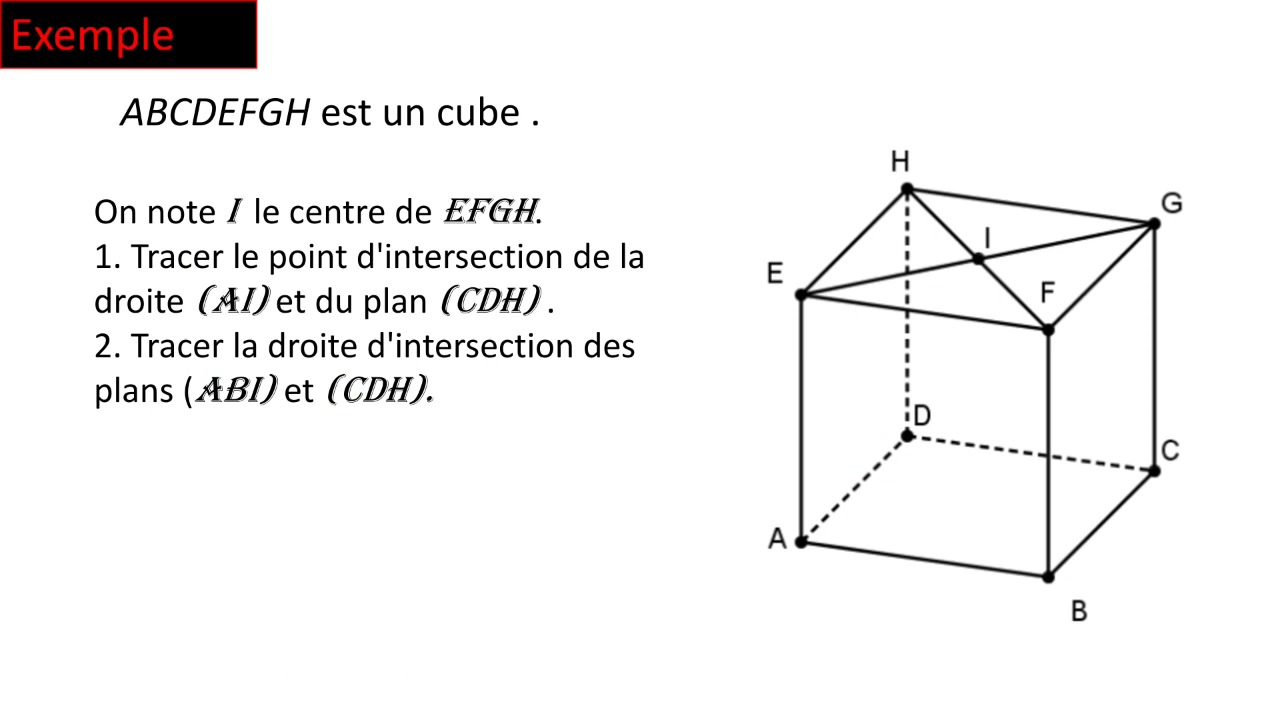 Exemple
ABCDEFGH est un cube .
On note I le centre de EFGH.
1. Tracer le point d'intersection de la
droite (AI) et du plan (CDH) .
2. Tracer la droite d'intersection des
plans (ABI) et (CDH).
H
G
I
E
F
D
C
A
B